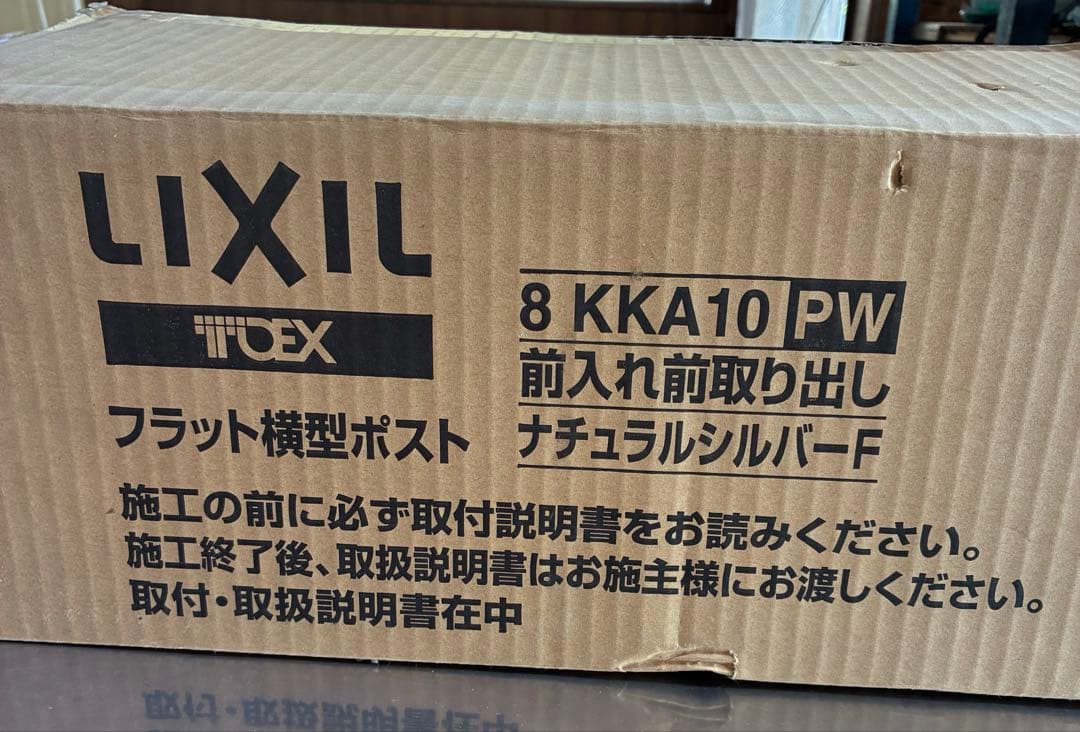 LIXIL
TOEX
フラット横型ポスト
8 KKA10 PW
前入れ前取り出し
ナチュラルシルバーF
施工の前に必ず取付説明書をお読みください。
施工終了後、取扱説明書はお施主様にお渡しください。
取付・取扱説明書在中